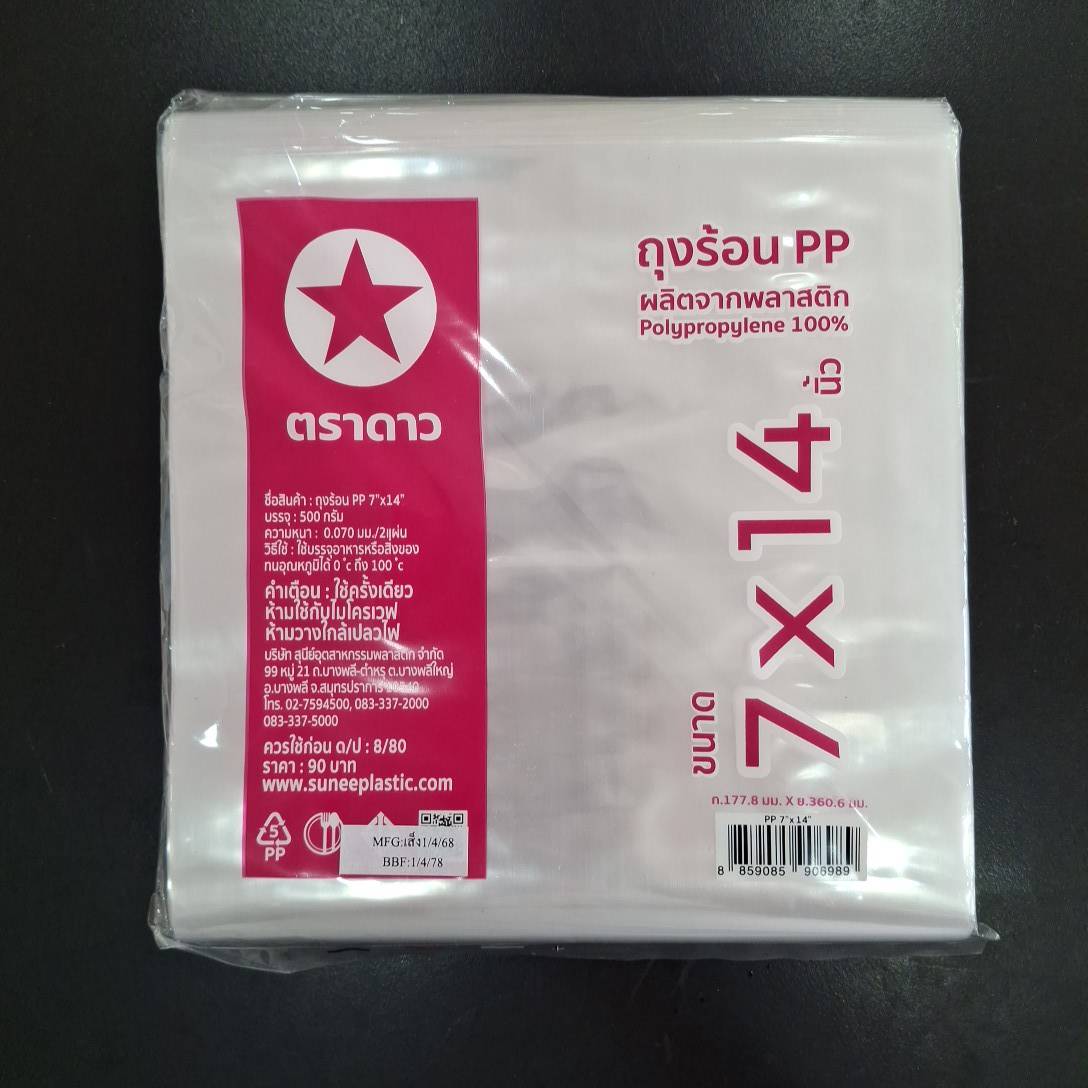 ตราดาว
ชื่อสินค้า : ถุงร้อน PP 7"x14"
บรรจุ : 500 กรัม
ความหนา : 0.070 มม./2แผ่น
วิธีใช้ : ใช้บรรจุอาหารหรือสิ่งของ
ทนอุณหภูมิได้ 0 ํc ถึง 100 ํc
คำเตือน : ใช้ครั้งเดียว
ห้ามใช้กับไมโครเวฟ
ห้ามวางใกล้เปลวไฟ
บริษัท สุนีย์อุตสาหกรรมพลาสติก จำกัด
99 หมู่ 21 ถ.บางพลี-ตำหรุ ต.บางพลีใหญ่
อ.บางพลี จ.สมุทรปราการ
โทร. 02-7594500, 083-337-2000
083-337-5000
ควรใช้ก่อน ด/ป : 8/80
ราคา : 90 บาท
www.suneeplastic.com
5
PP
MFG:เส็ง1/4/68
BBF:1/4/78
ถุงร้อน PP
ผลิตจากพลาสติก
Polypropylene 100%
ขนาด 7x14 นิ้ว
ก.177.8 มม. X ย.360.6 มม.
PP 7"x14"
8 859085 906989